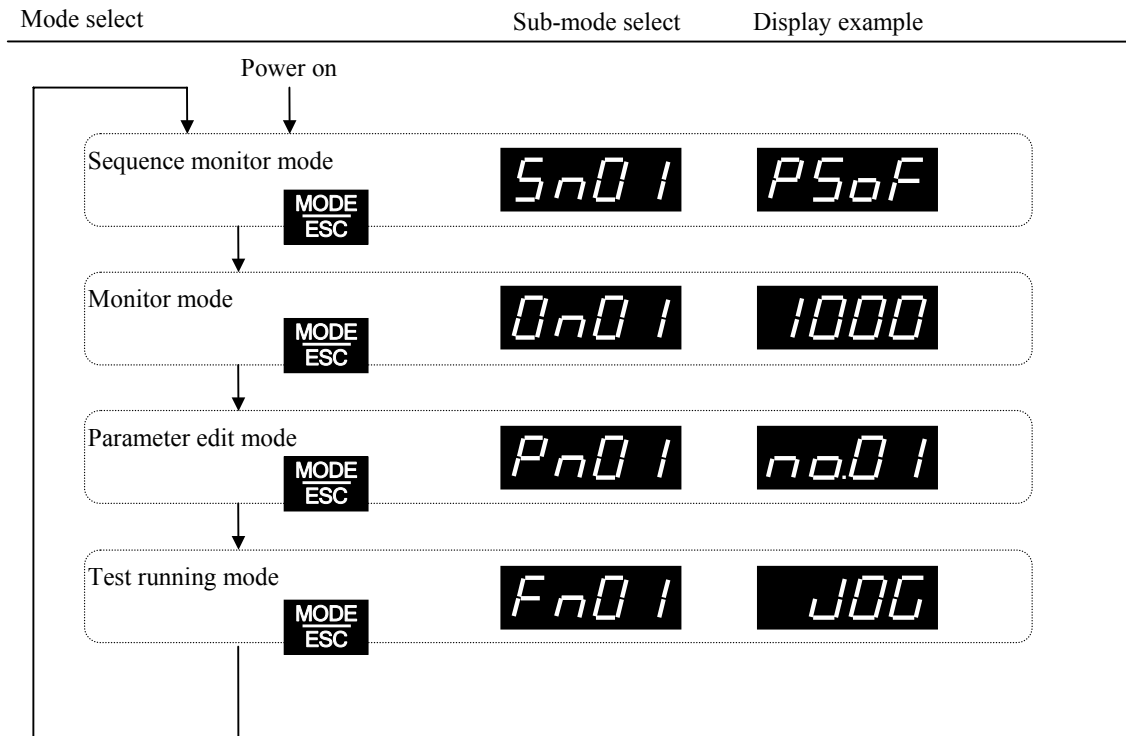 Mode select Sub-mode select Display example
Power on
Sequence monitor mode
MODE
ESC
Sn01 PSoF
Monitor mode
MODE
ESC
On01 1000
Parameter edit mode
MODE
ESC
Pn01 no.01
Test running mode
MODE
ESC
Fn01 JOG